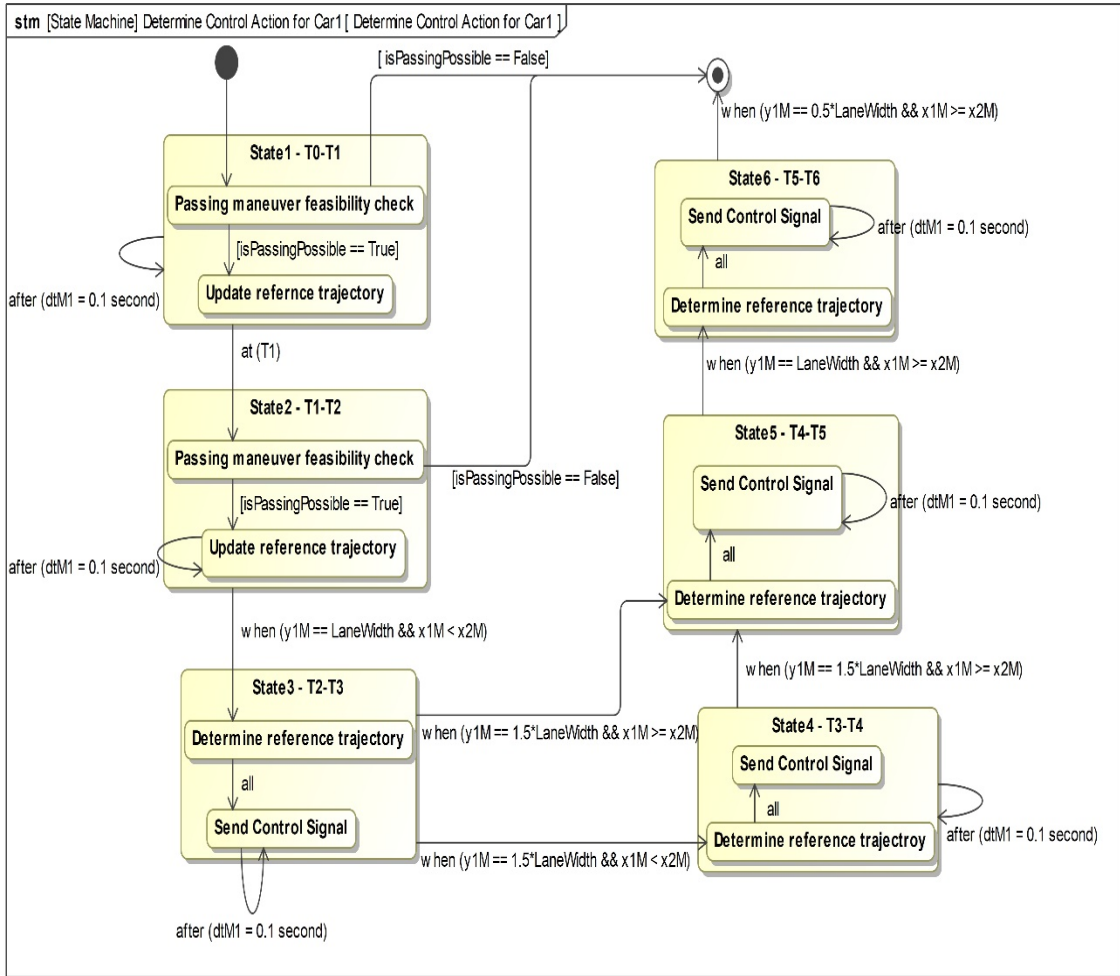 stm [State Machine] Determine Control Action for Car1 [ Determine Control Action for Car1 ]
[ isPassingPossible == False]
State1 - T0-T1
Passing maneuver feasibility check
[isPassingPossible == True]
Update refernce trajectory
after (dtM1 = 0.1 second)
at (T1)
State2 - T1-T2
Passing maneuver feasibility check
[isPassingPossible == False]
[isPassingPossible == True]
Update reference trajectory
after (dtM1 = 0.1 second)
when (y1M == LaneWidth && x1M < x2M)
State3 - T2-T3
Determine reference trajectory
all
Send Control Signal
after (dtM1 = 0.1 second)
when (y1M == 1.5*LaneWidth && x1M >= x2M)
when (y1M == 1.5*LaneWidth && x1M < x2M)
when (y1M == 0.5*LaneWidth && x1M >= x2M)
State6 - T5-T6
Send Control Signal
after (dtM1 = 0.1 second)
all
Determine reference trajectory
when (y1M == LaneWidth && x1M >= x2M)
State5 - T4-T5
Send Control Signal
after (dtM1 = 0.1 second)
all
Determine reference trajectory
when (y1M == 1.5*LaneWidth && x1M >= x2M)
State4 - T3-T4
Send Control Signal
all
Determine reference trajectroy
after (dtM1 = 0.1 second)